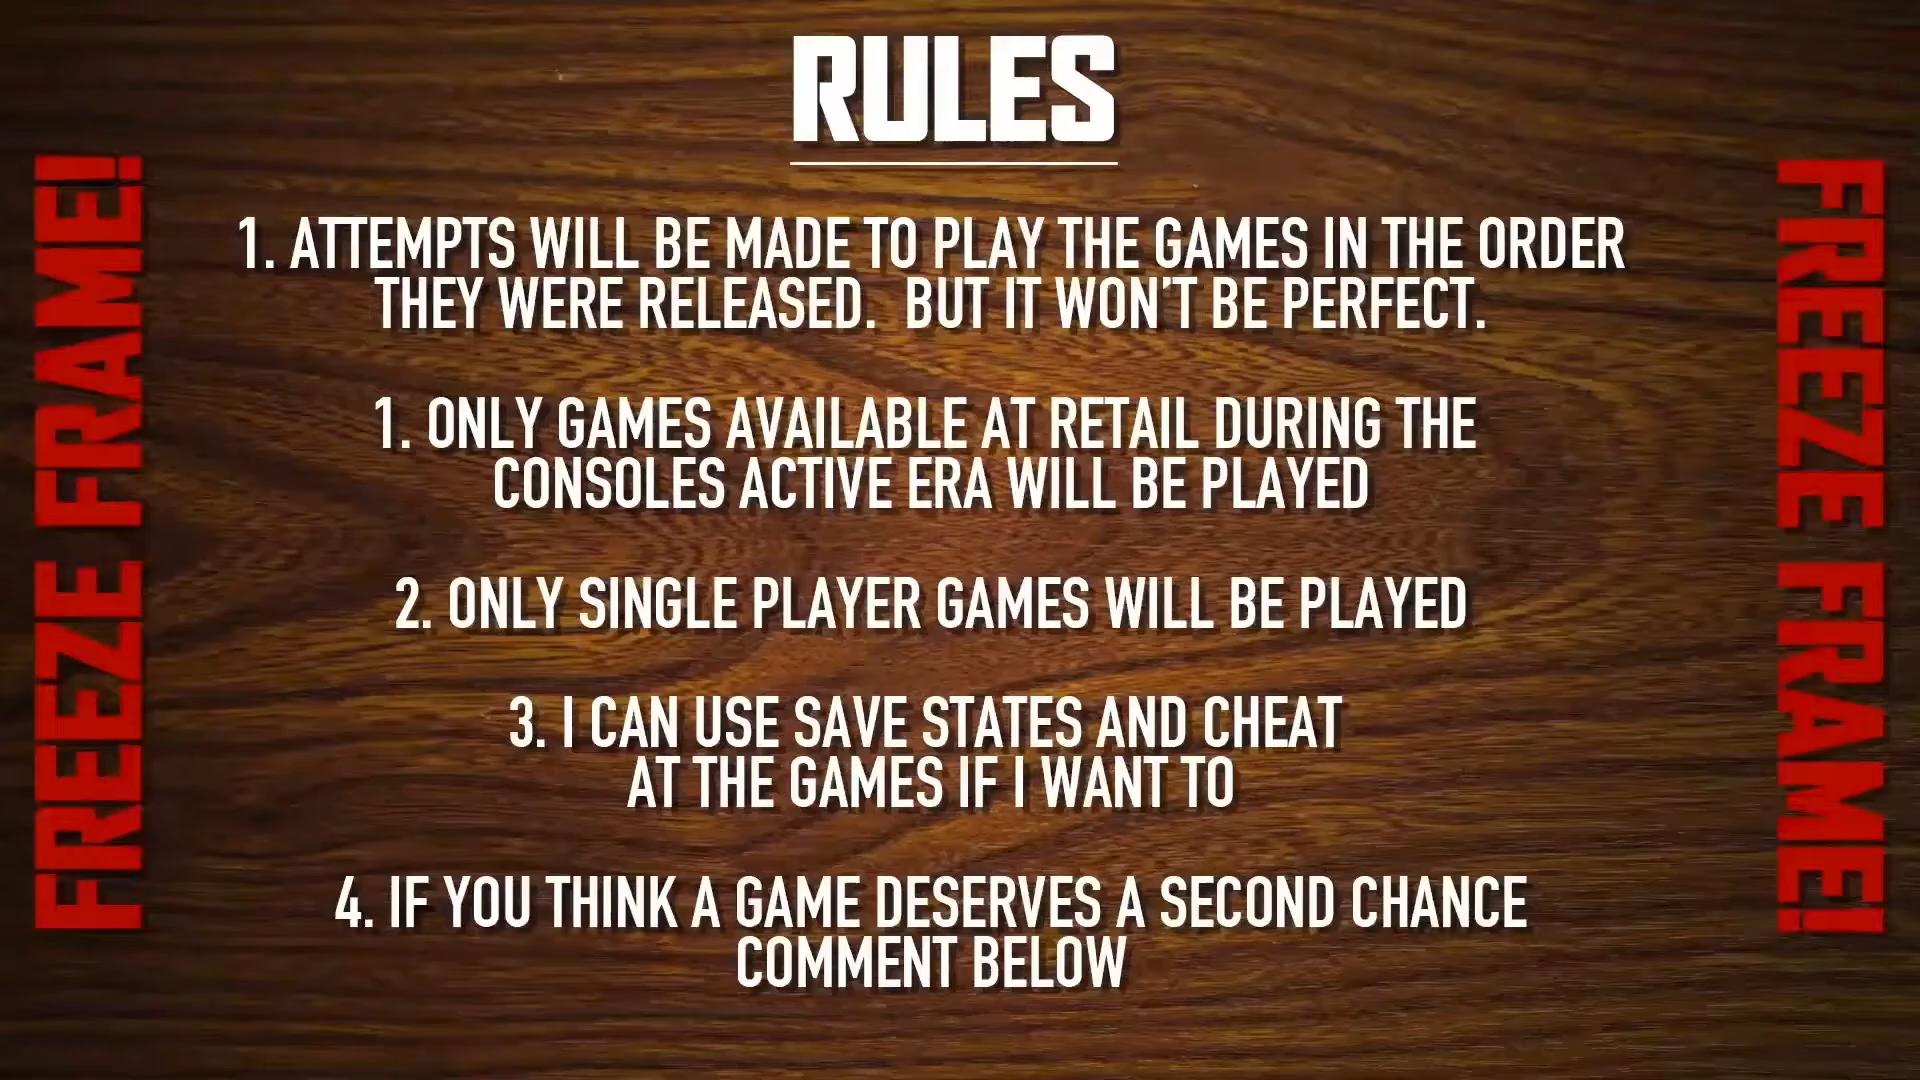 RULES
FREEZE FRAME!
1. ATTEMPTS WILL BE MADE TO PLAY THE GAMES IN THE ORDER
THEY WERE RELEASED.  BUT IT WON'T BE PERFECT.
1. ONLY GAMES AVAILABLE AT RETAIL DURING THE
CONSOLES ACTIVE ERA WILL BE PLAYED
2. ONLY SINGLE PLAYER GAMES WILL BE PLAYED
3. I CAN USE SAVE STATES AND CHEAT
AT THE GAMES IF I WANT TO
4. IF YOU THINK A GAME DESERVES A SECOND CHANCE
COMMENT BELOW
FREEZE FRAME!